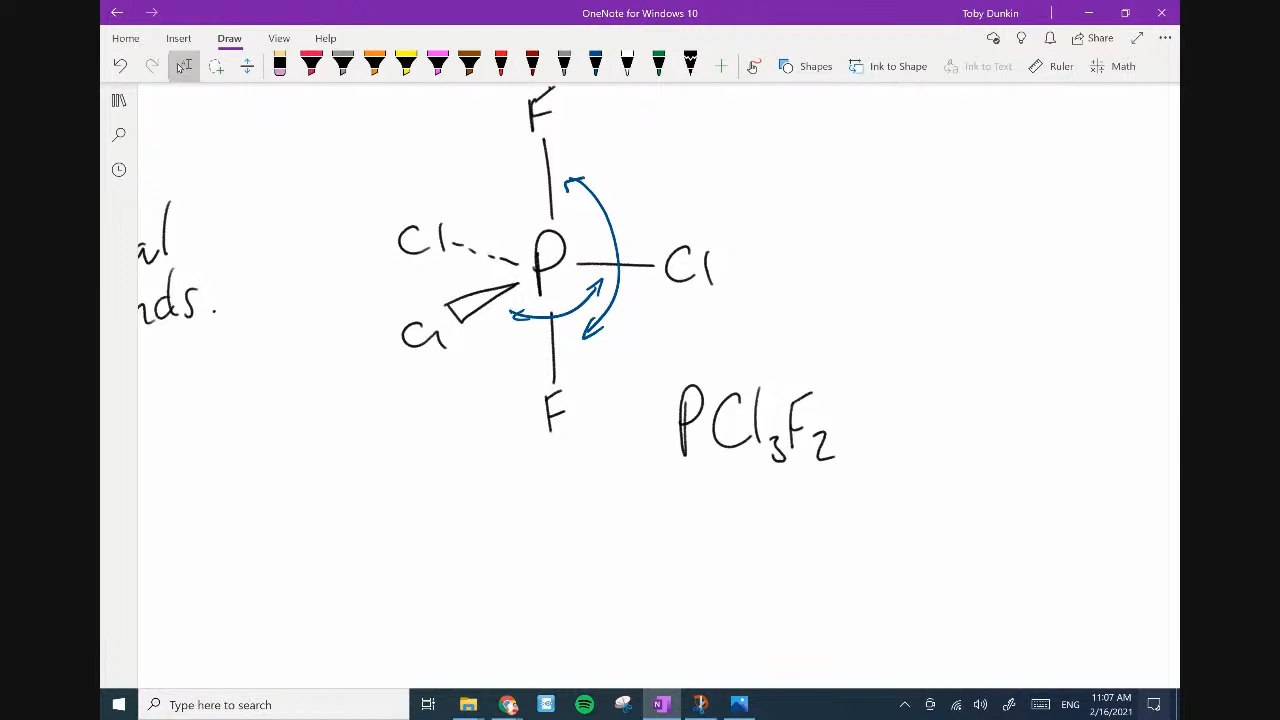 OneNote for Windows 10
Toby Dunkin
Home Insert Draw View Help
Share
Shapes Ink to Shape Ink to Text Ruler Math
F
al
Cl P Cl
nds.
Cl
F
PCl₃F₂
Type here to search
ENG
11:07 AM
2/16/2021